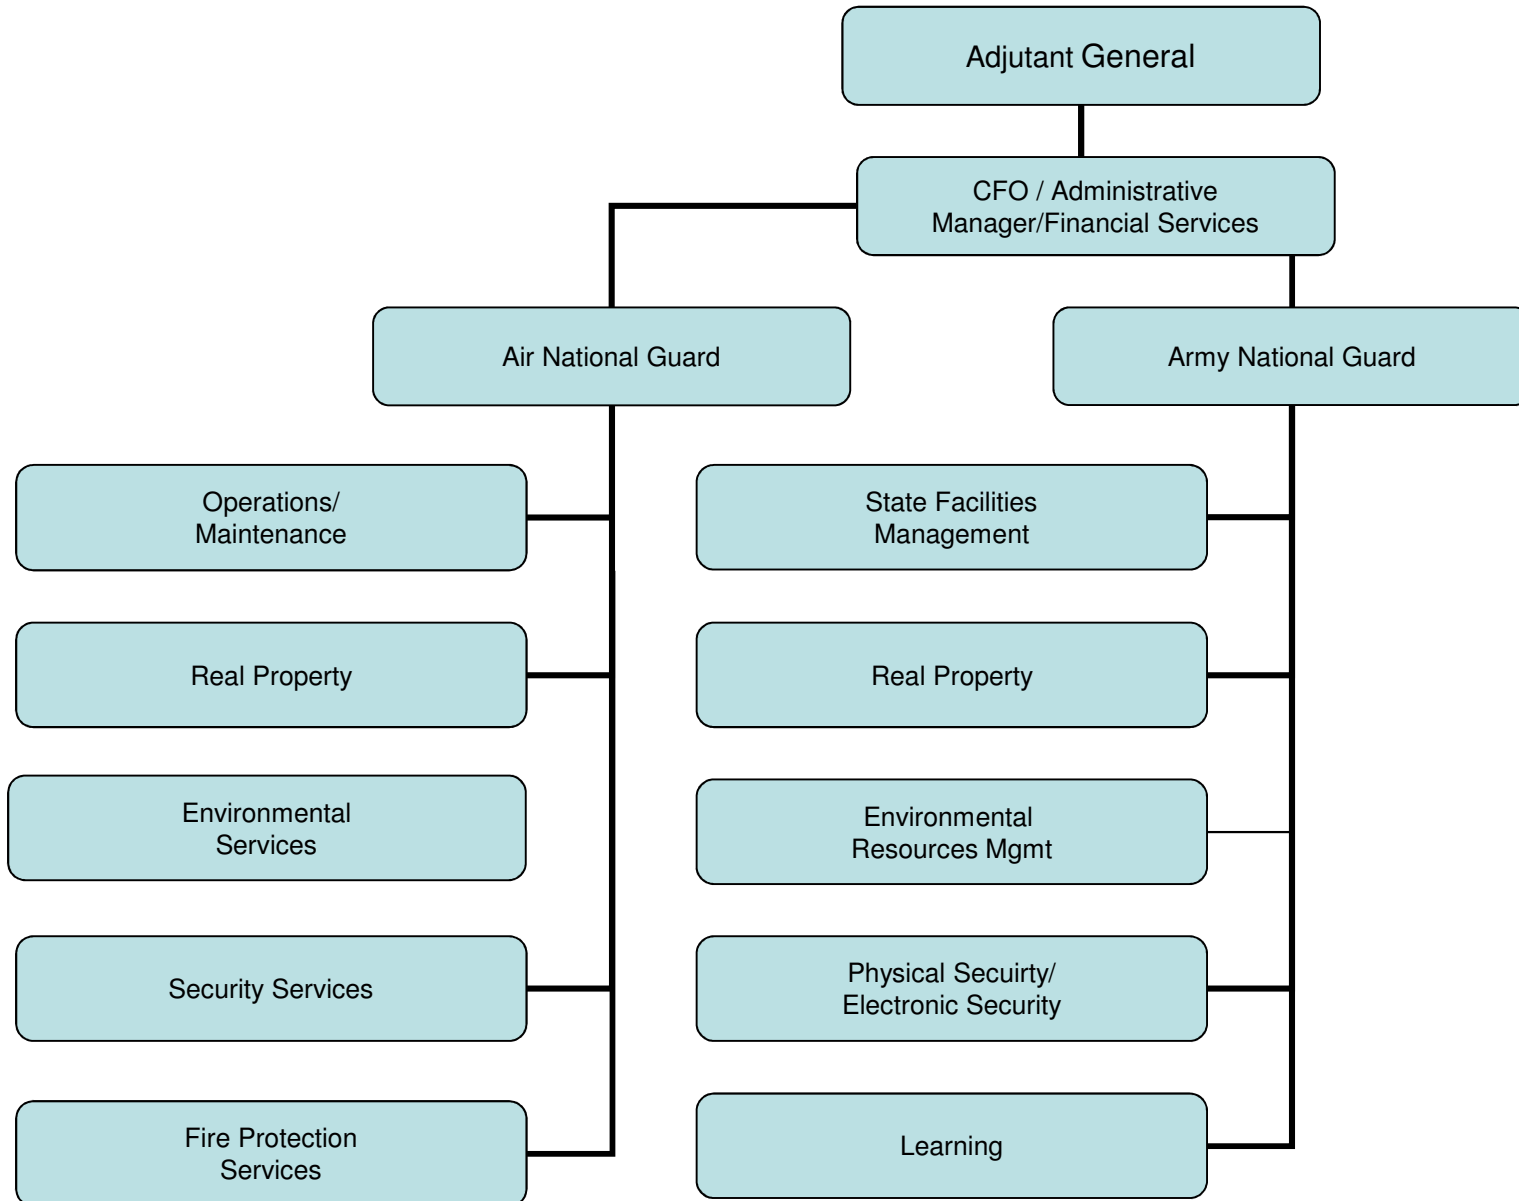 Adjutant General
CFO / Administrative
Manager/Financial Services
Air National Guard
Army National Guard
Operations/
Maintenance
State Facilities
Management
Real Property
Real Property
Environmental
Services
Environmental
Resources Mgmt
Security Services
Physical Secuirty/
Electronic Security
Fire Protection
Services
Learning